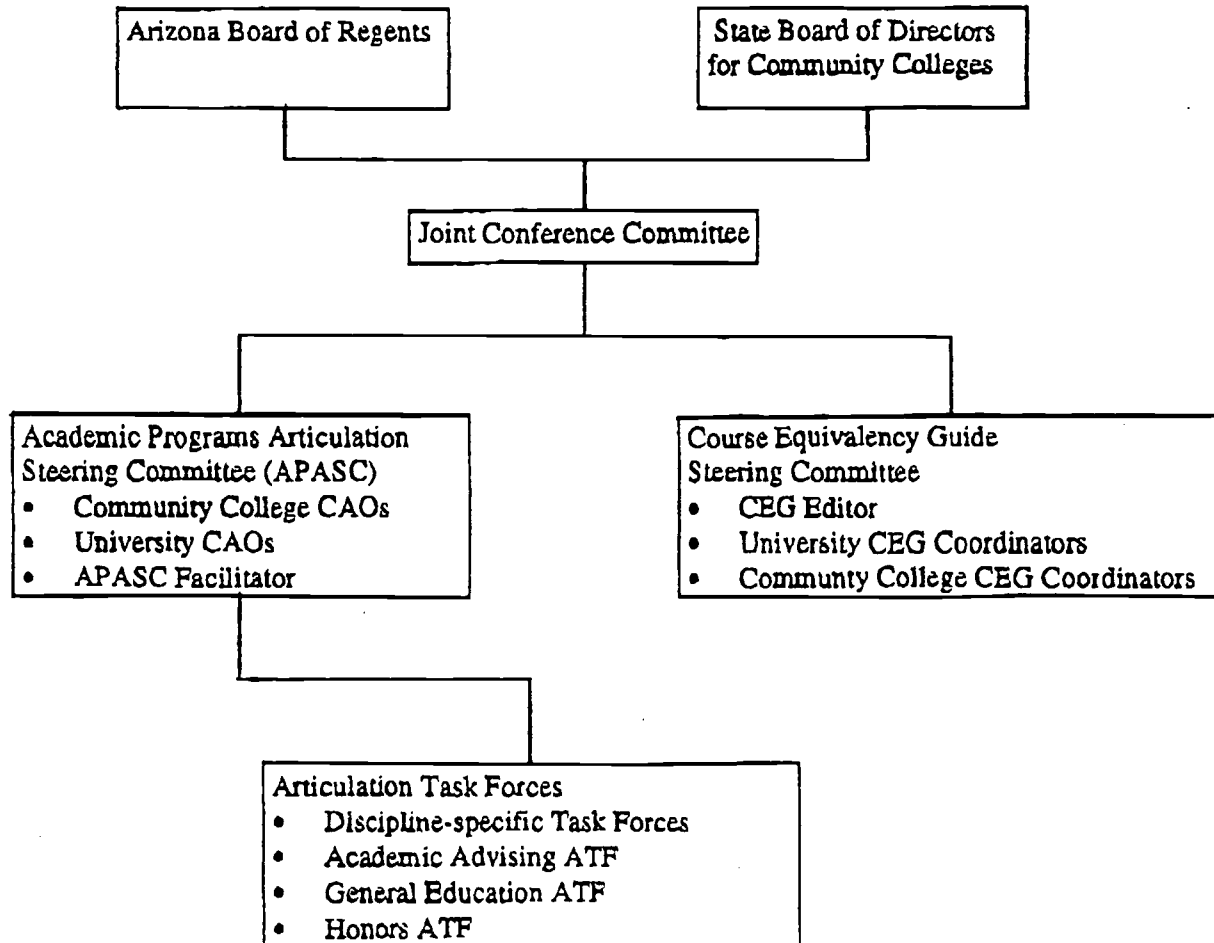 Arizona Board of Regents
State Board of Directors
for Community Colleges
Joint Conference Committee
Academic Programs Articulation
Steering Committee (APASC)
• Community College CAOs
• University CAOs
• APASC Facilitator
Course Equivalency Guide
Steering Committee
• CEG Editor
• University CEG Coordinators
• Communty College CEG Coordinators
Articulation Task Forces
• Discipline-specific Task Forces
• Academic Advising ATF
• General Education ATF
• Honors ATF